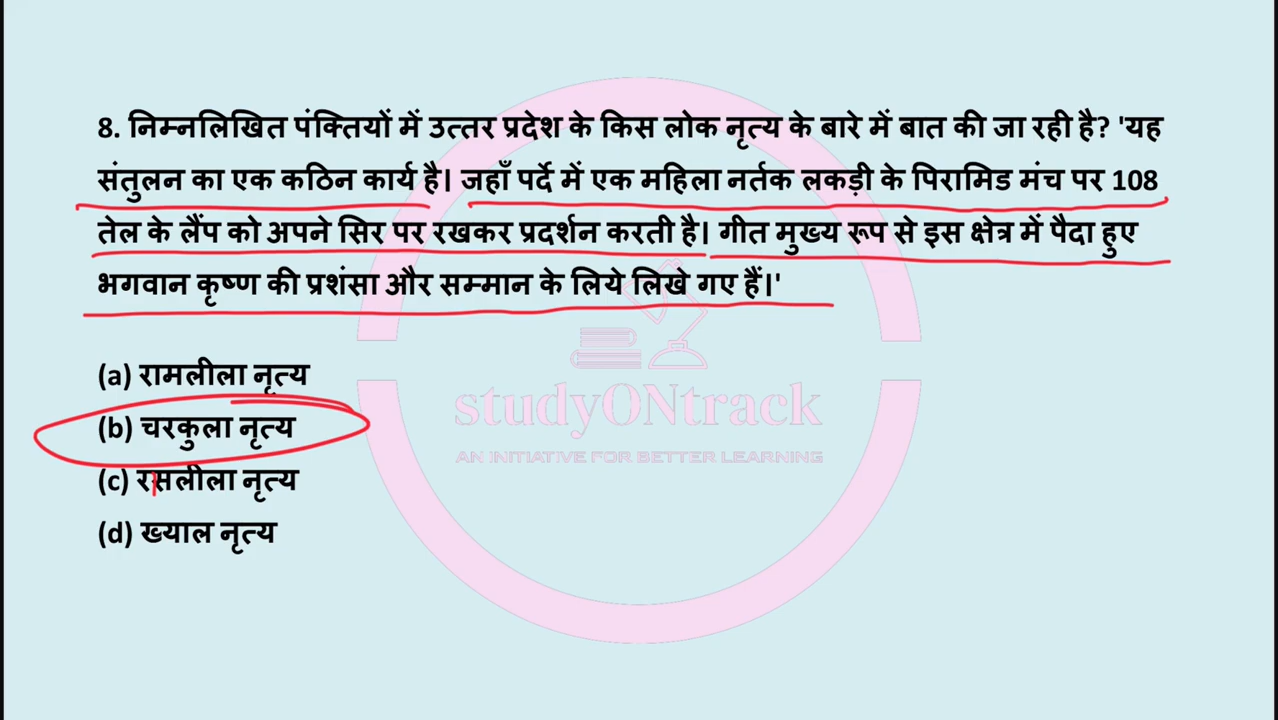 8. निम्नलिखित पंक्तियों में उत्तर प्रदेश के किस लोक नृत्य के बारे में बात की जा रही है? 'यह
संतुलन का एक कठिन कार्य है। जहाँ पर्दे में एक महिला नर्तक लकड़ी के पिरामिड मंच पर 108
तेल के लैंप को अपने सिर पर रखकर प्रदर्शन करती है। गीत मुख्य रूप से इस क्षेत्र में पैदा हुए
भगवान कृष्ण की प्रशंसा और सम्मान के लिये लिखे गए हैं।'
(a) रामलीला नृत्य
(b) चरकुला नृत्य
(c) रसलीला नृत्य
(d) ख्याल नृत्य
studyONtrack
AN INITIATIVE FOR BETTER LEARNING